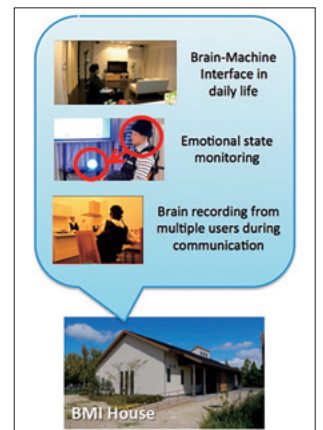 Brain-Machine
Interface in
daily life
Emotional state
monitoring
Brain recording from
multiple users during
communication
BMI House